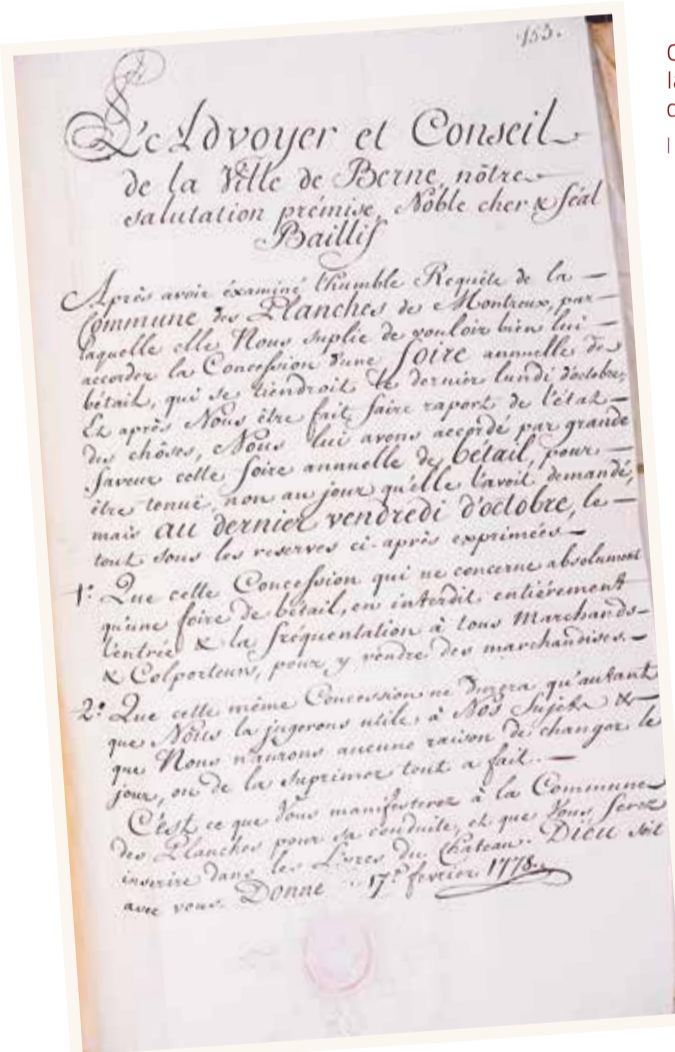 153.
L'Advoyer et Conseil
de la Ville de Berne, nôtre
salutation prémise, Noble cher & féal
Baillif
Après avoir éxaminé l'humble Requête de la
Commune des Planches de Montreux, par
laquelle elle Nous suplie de vouloir bien lui
accorder la Concession d'une foire annuelle de
bétail, qui se tiendroit le dernier lundi d'octobre,
Et après Nous être fait faire raport de l'état
des chôses, Nous lui avons accordé par grande
faveur cette foire annuelle de bétail, pour
être tenuë, non au jour qu'elle l'avoit demandé,
mais au dernier vendredi d'octobre, le
tout sous les reserves ci-après exprimées
1º Que cette Concession qui ne concerne absolument
qu'une foire de bétail, en interdit entiérement
l'entrée & la fréquentation à tous Marchands
& Colporteurs, pour y vendre des marchandises.
2º Que cette même Concession ne durera qu'autant
que Nous la jugerons utile à Nos Sujets &
que Nous n'aurons aucune raison de changer le
jour, ou de la suprimer tout a fait.
C'est ce que Vous manifesterez à la Commune
des Planches pour sa conduite, et que Vous ferez
inscrire dans les Livres du Chateau. Dieu soit
avec vous. Donné 17.e fevrier 1778.